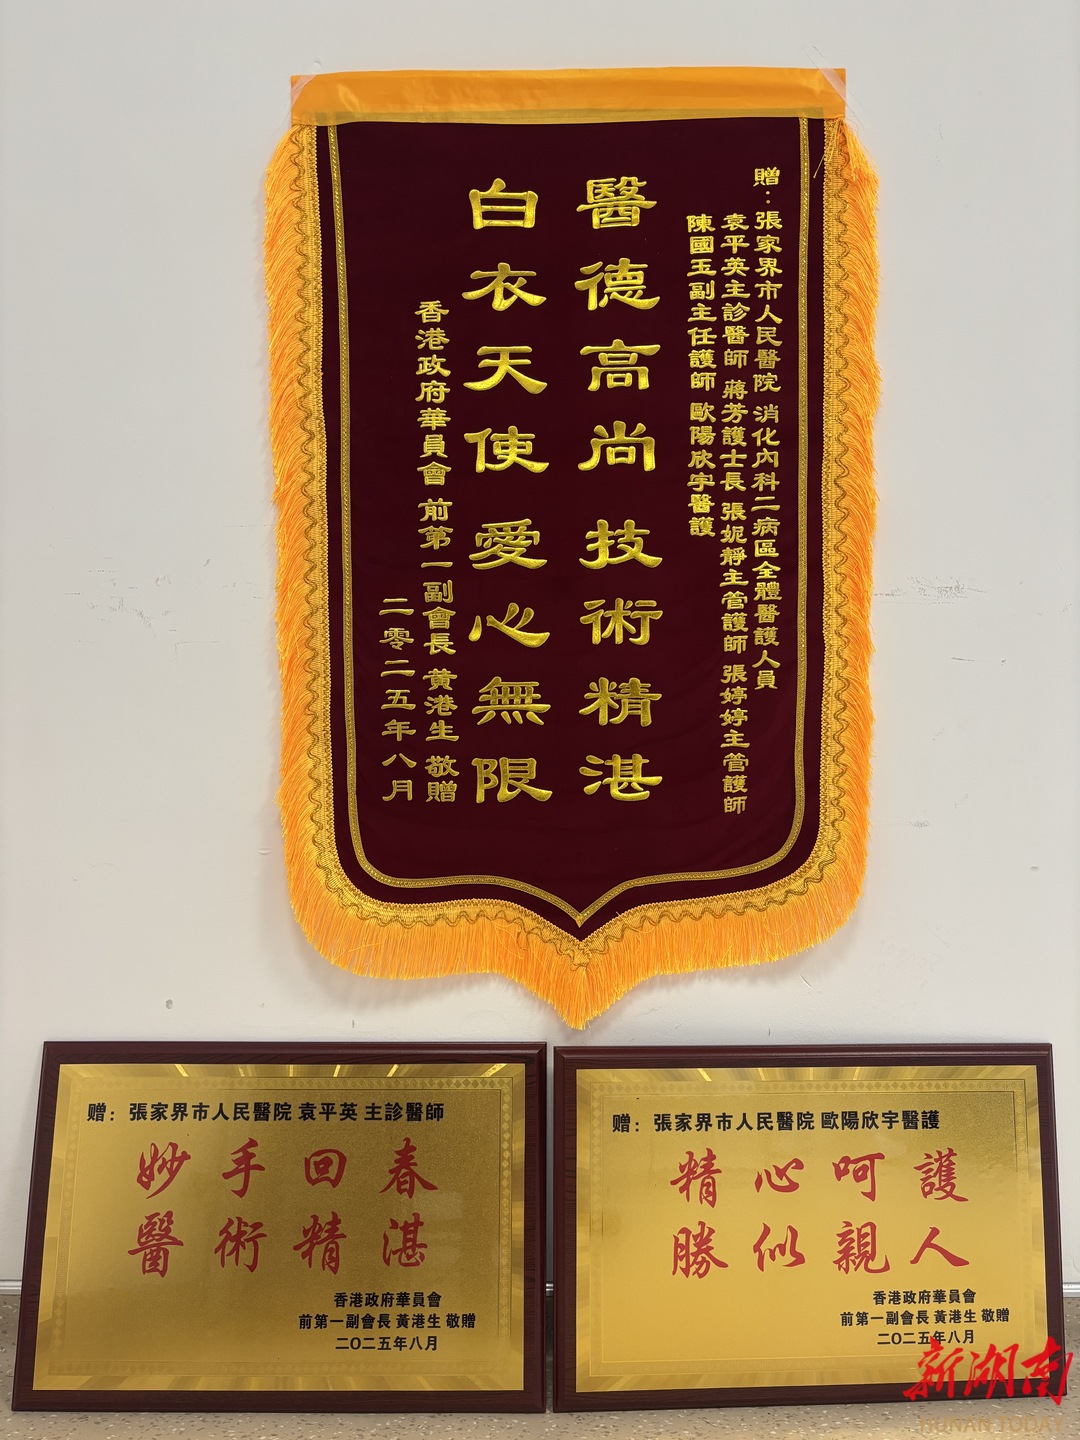 贈：張家界市人民醫院 消化內科二病區全體醫護人員
袁平英主診醫師 蔣芳護士長 張妮靜主管護師 張婷婷主管護師
陳國玉副主任護師 歐陽欣宇醫護
醫德高尚技術精湛
白衣天使愛心無限
香港政府華員會 前第一副會長 黃港生 敬贈
二零二五年八月
赠：張家界市人民醫院 袁平英 主診醫師
妙手回春
醫術精湛
香港政府華員會
前第一副會長 黃港生 敬贈
二〇二五年八月
赠：張家界市人民醫院 歐陽欣宇醫護
精心呵護
勝似親人
香港政府華員會
前第一副會長 黃港生 敬贈
二〇二五年八月
新湖南
HUNAN TODAY